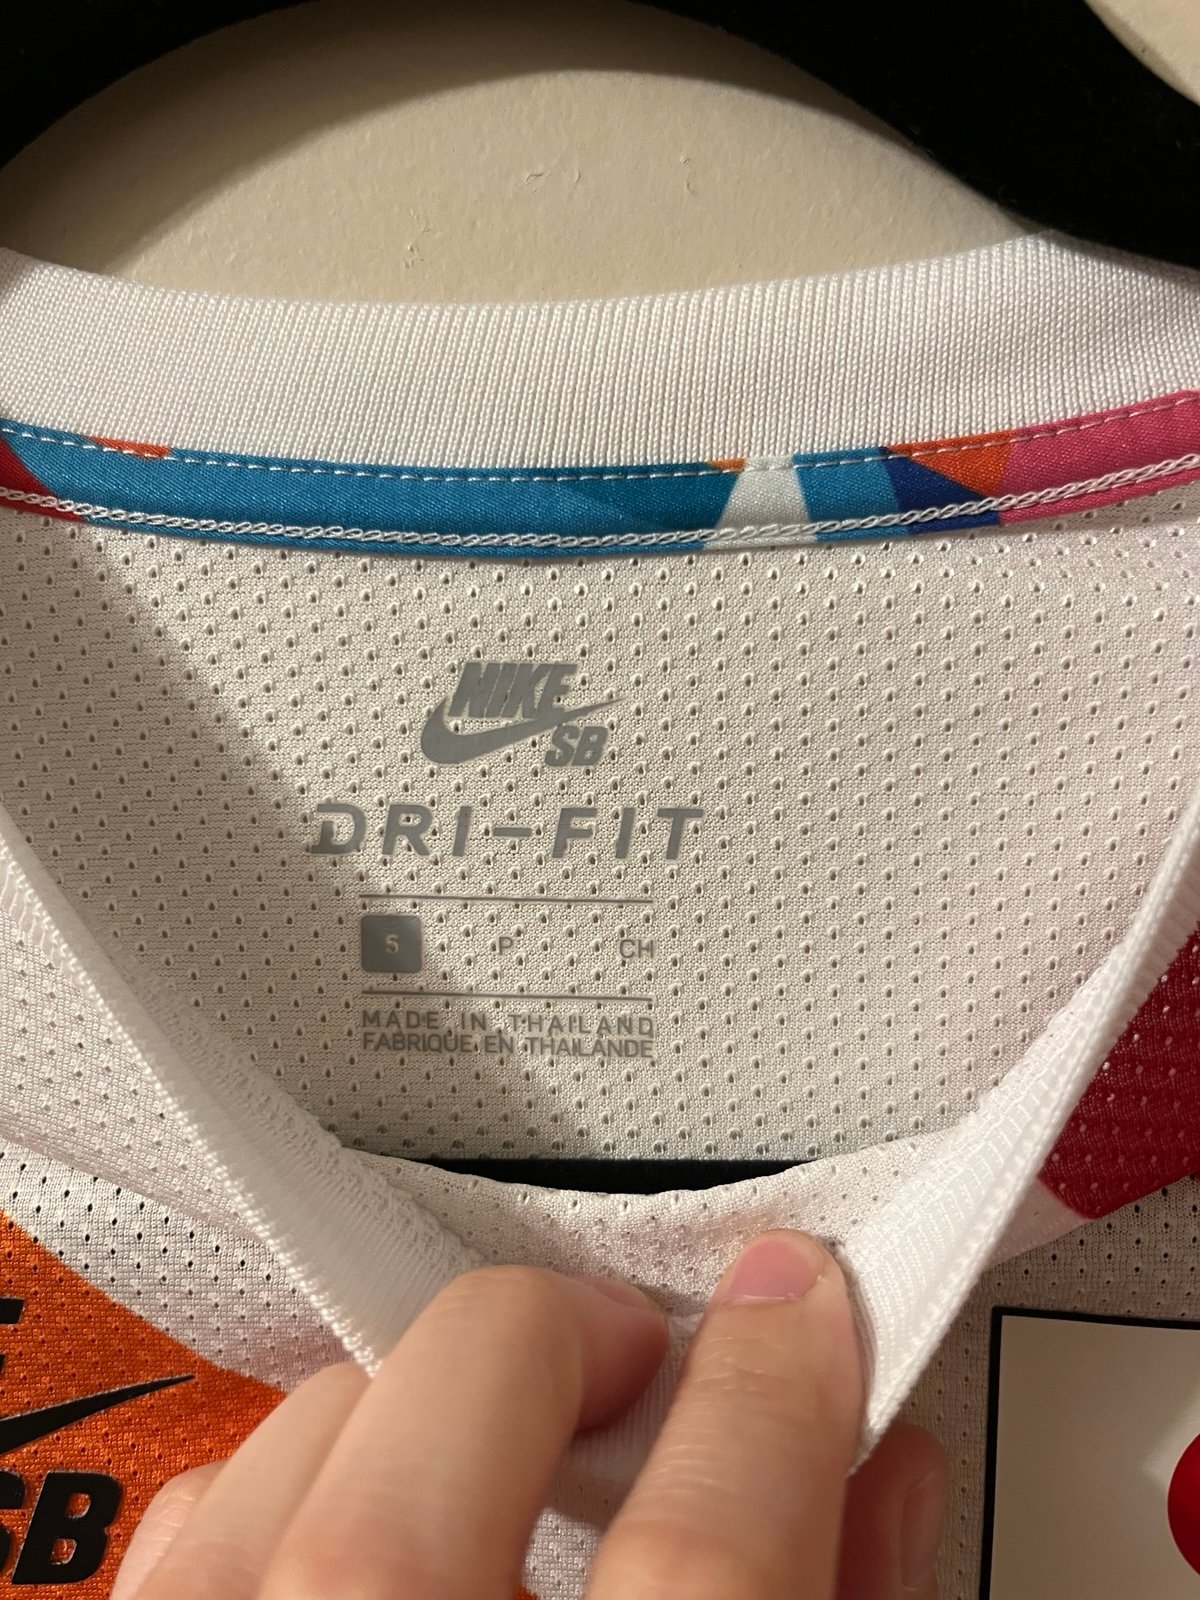 NIKE
SB
DRI-FIT
S P CH
MADE IN THAILAND
FABRIQUE EN THAILANDE
SB